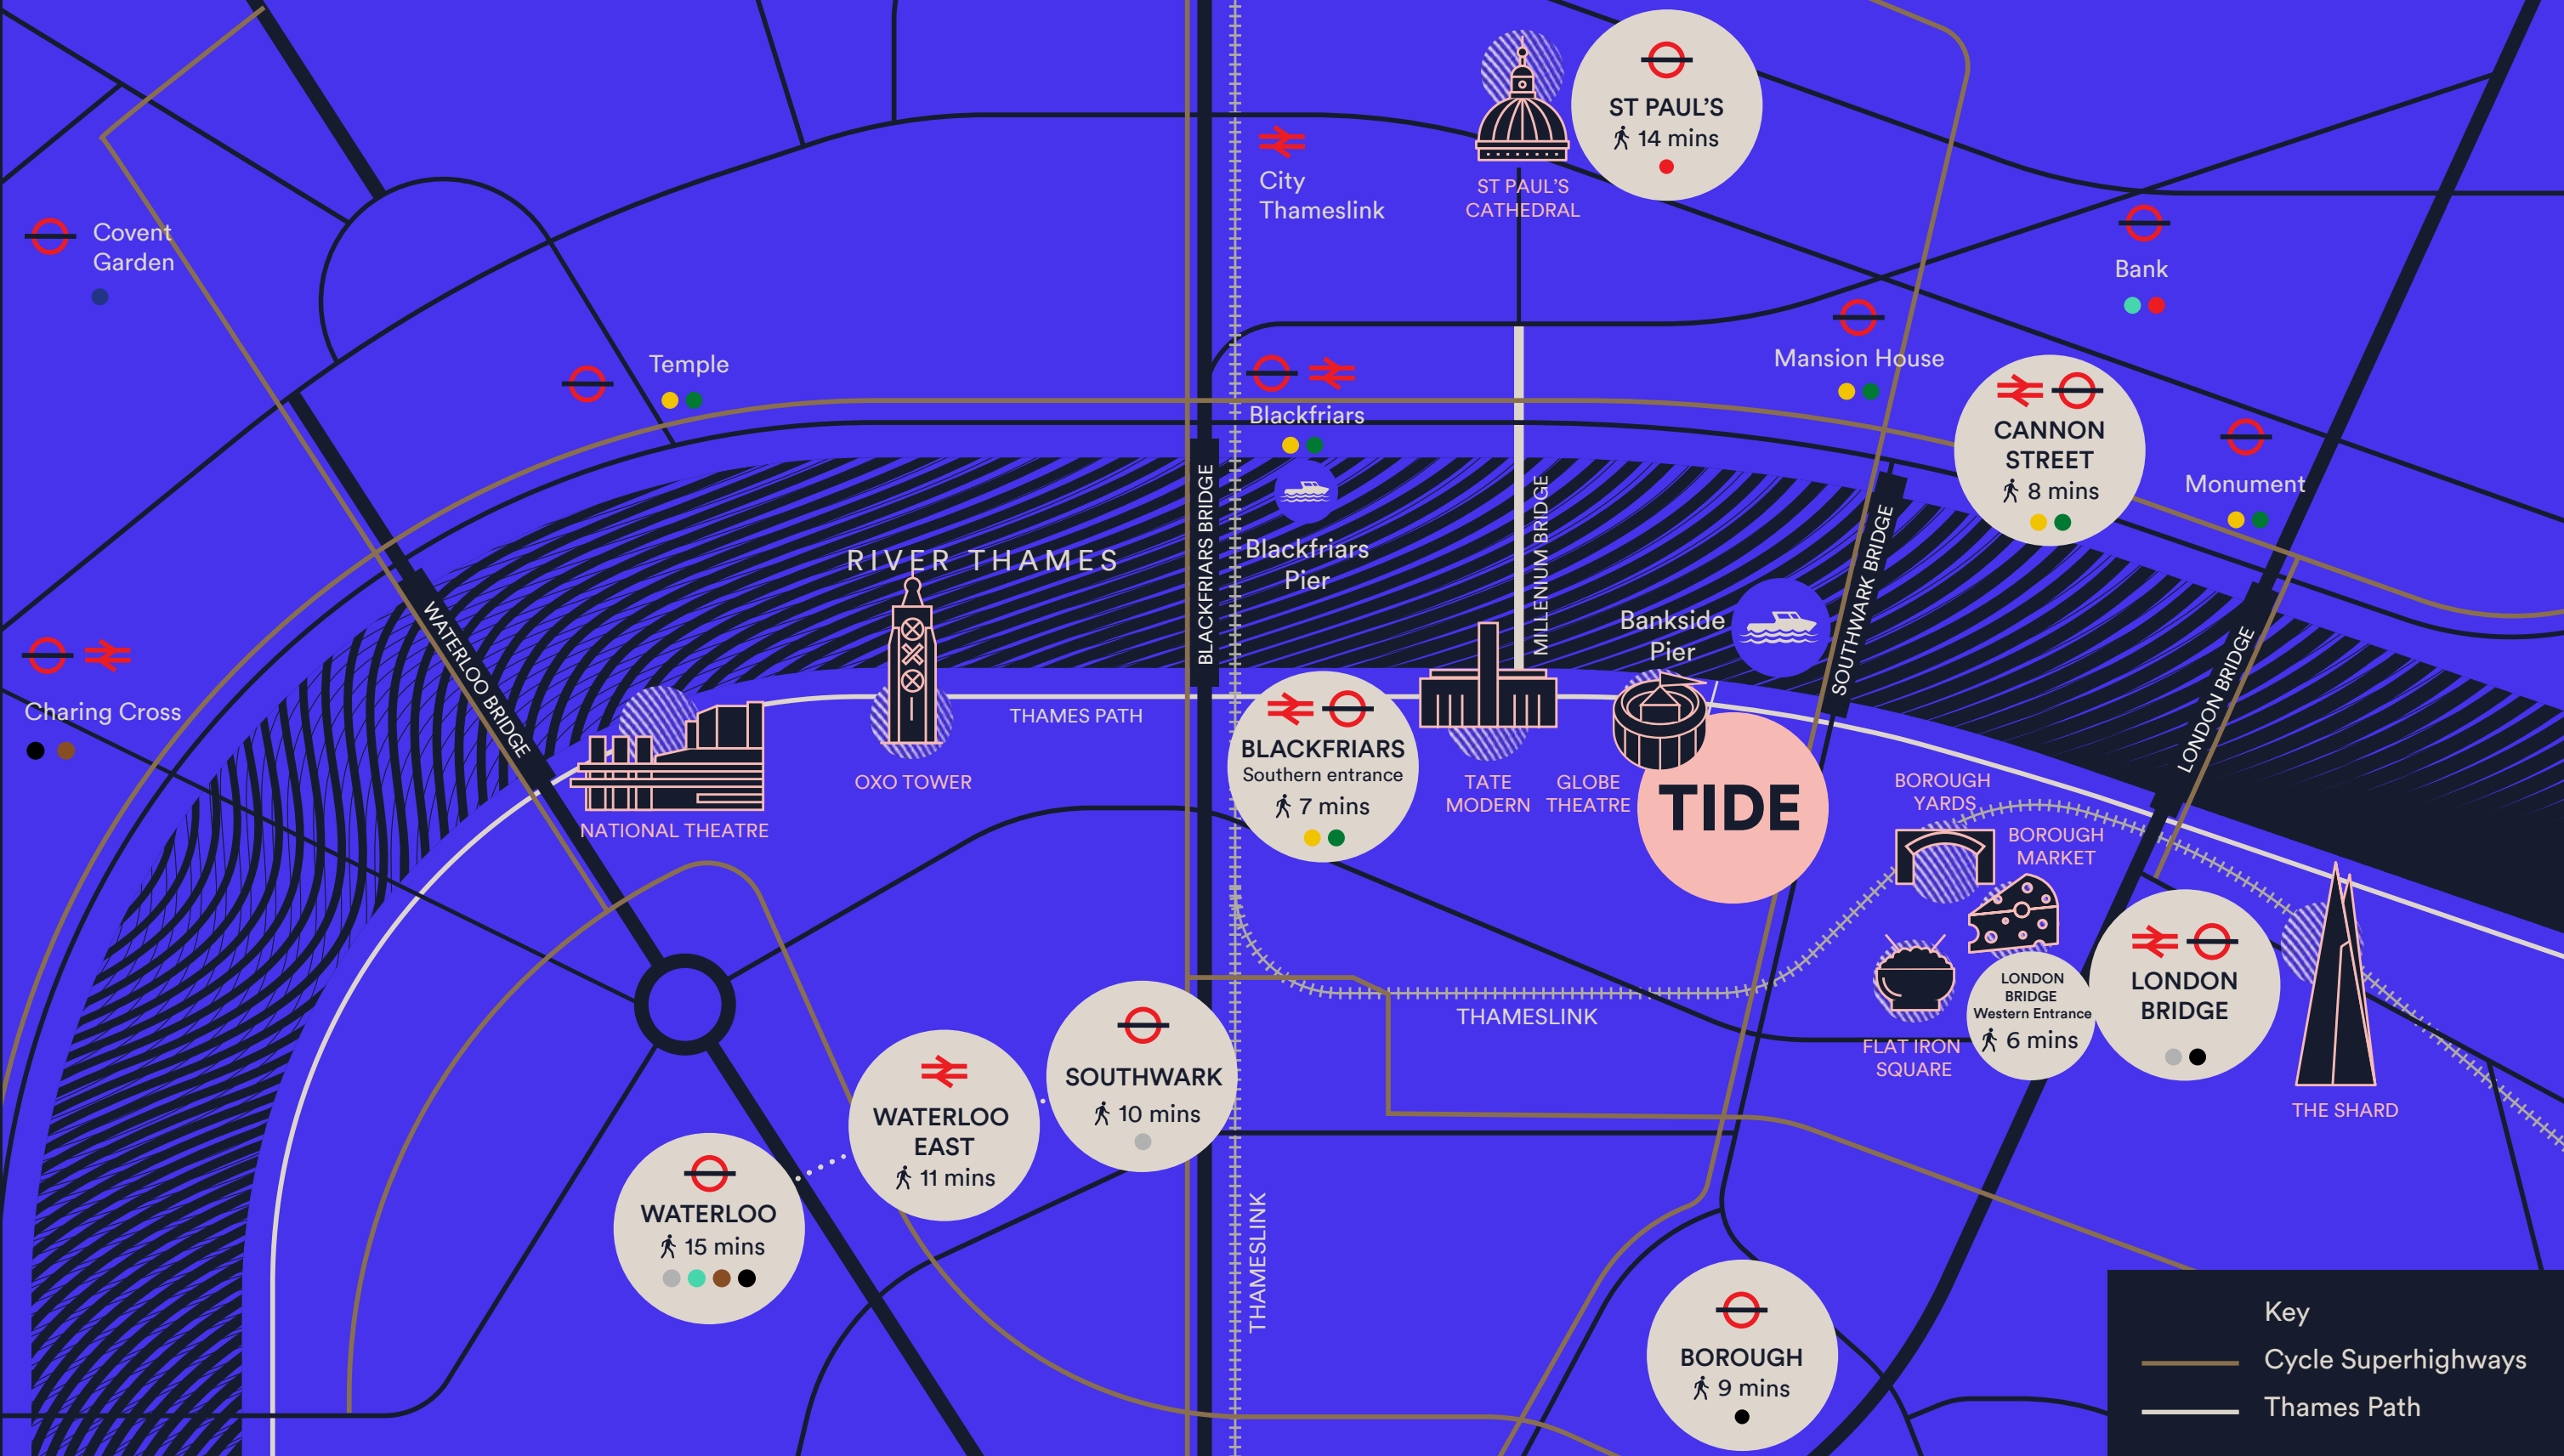 ST PAUL'S
14 mins
ST PAUL'S
CATHEDRAL
City
Thameslink
Covent
Garden
Bank
Temple
Mansion House
Blackfriars
CANNON
STREET
8 mins
Monument
BLACKFRIARS BRIDGE
MILLENIUM BRIDGE
SOUTHWARK BRIDGE
RIVER THAMES
Blackfriars
Pier
Bankside
Pier
WATERLOO BRIDGE
LONDON BRIDGE
Charing Cross
THAMES PATH
OXO TOWER
NATIONAL THEATRE
BLACKFRIARS
Southern entrance
7 mins
TATE
MODERN
GLOBE
THEATRE
TIDE
BOROUGH
YARDS
BOROUGH
MARKET
LONDON
BRIDGE
LONDON
BRIDGE
Western Entrance
6 mins
THAMESLINK
FLAT IRON
SQUARE
THE SHARD
SOUTHWARK
10 mins
WATERLOO
EAST
11 mins
WATERLOO
15 mins
THAMESLINK
BOROUGH
9 mins
Key
Cycle Superhighways
Thames Path